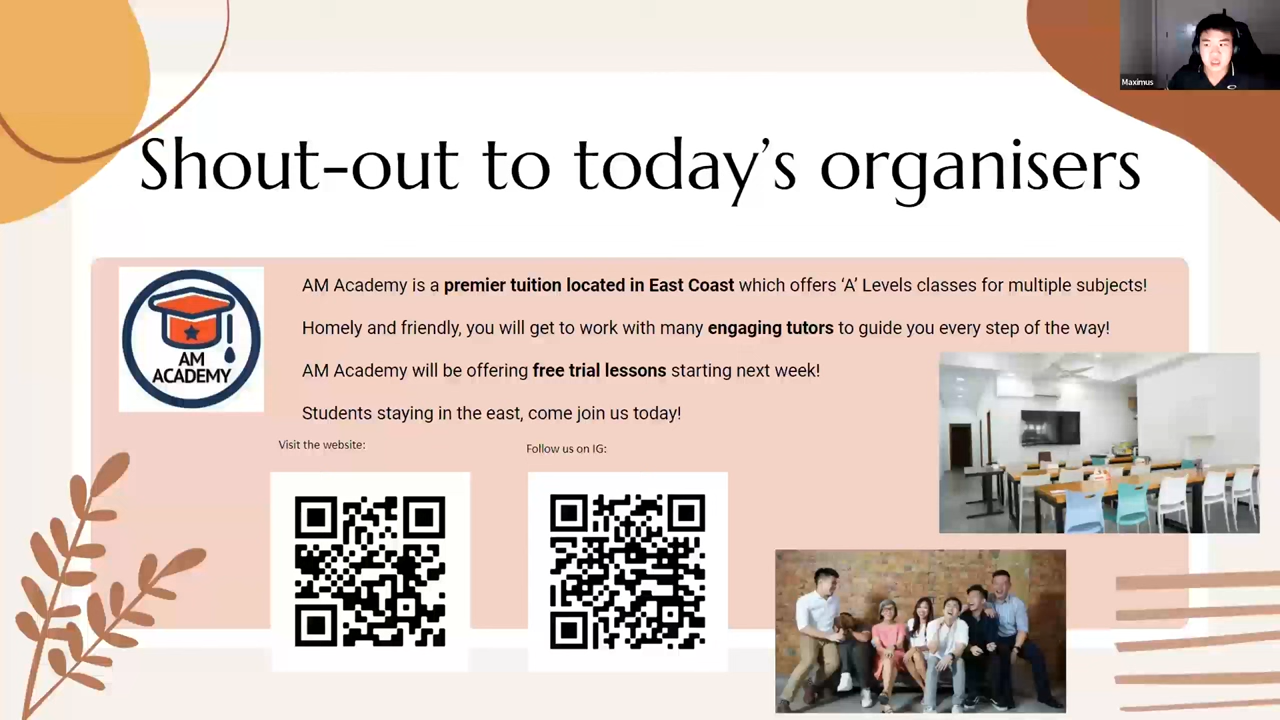 Maximus
Shout-out to today’s organisers
AM Academy is a premier tuition located in East Coast which offers ‘A’ Levels classes for multiple subjects!
Homely and friendly, you will get to work with many engaging tutors to guide you every step of the way!
AM Academy will be offering free trial lessons starting next week!
Students staying in the east, come join us today!
AM
ACADEMY
Visit the website:
Follow us on IG: